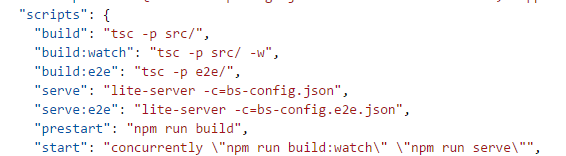 "scripts": {
"build": "tsc -p src/",
"build:watch": "tsc -p src/ -w",
"build:e2e": "tsc -p e2e/",
"serve": "lite-server -c=bs-config.json",
"serve:e2e": "lite-server -c=bs-config.e2e.json",
"prestart": "npm run build",
"start": "concurrently \"npm run build:watch\" \"npm run serve\"",